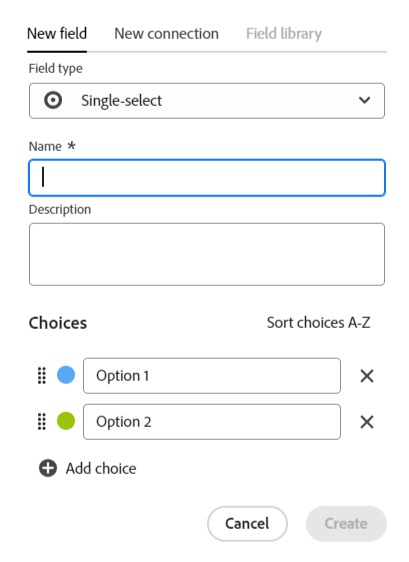 New field New connection Field library
Field type
Single-select
Name *
Description
Choices Sort choices A-Z
Option 1
Option 2
Add choice
Cancel Create